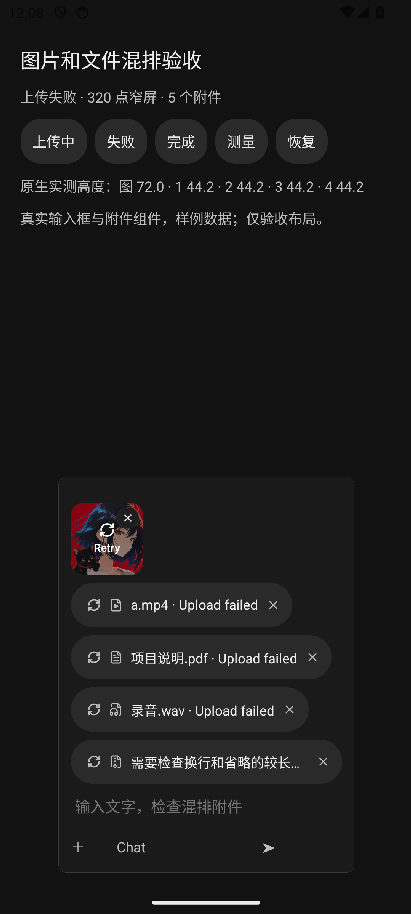 12:08
图片和文件混排验收
上传失败 · 320 点窄屏 · 5 个附件
上传中 失败 完成 测量 恢复
原生实测高度：图 72.0 · 1 44.2 · 2 44.2 · 3 44.2 · 4 44.2
真实输入框与附件组件，样例数据；仅验收布局。
Retry
a.mp4 · Upload failed
项目说明.pdf · Upload failed
录音.wav · Upload failed
需要检查换行和省略的较长...
输入文字，检查混排附件
Chat